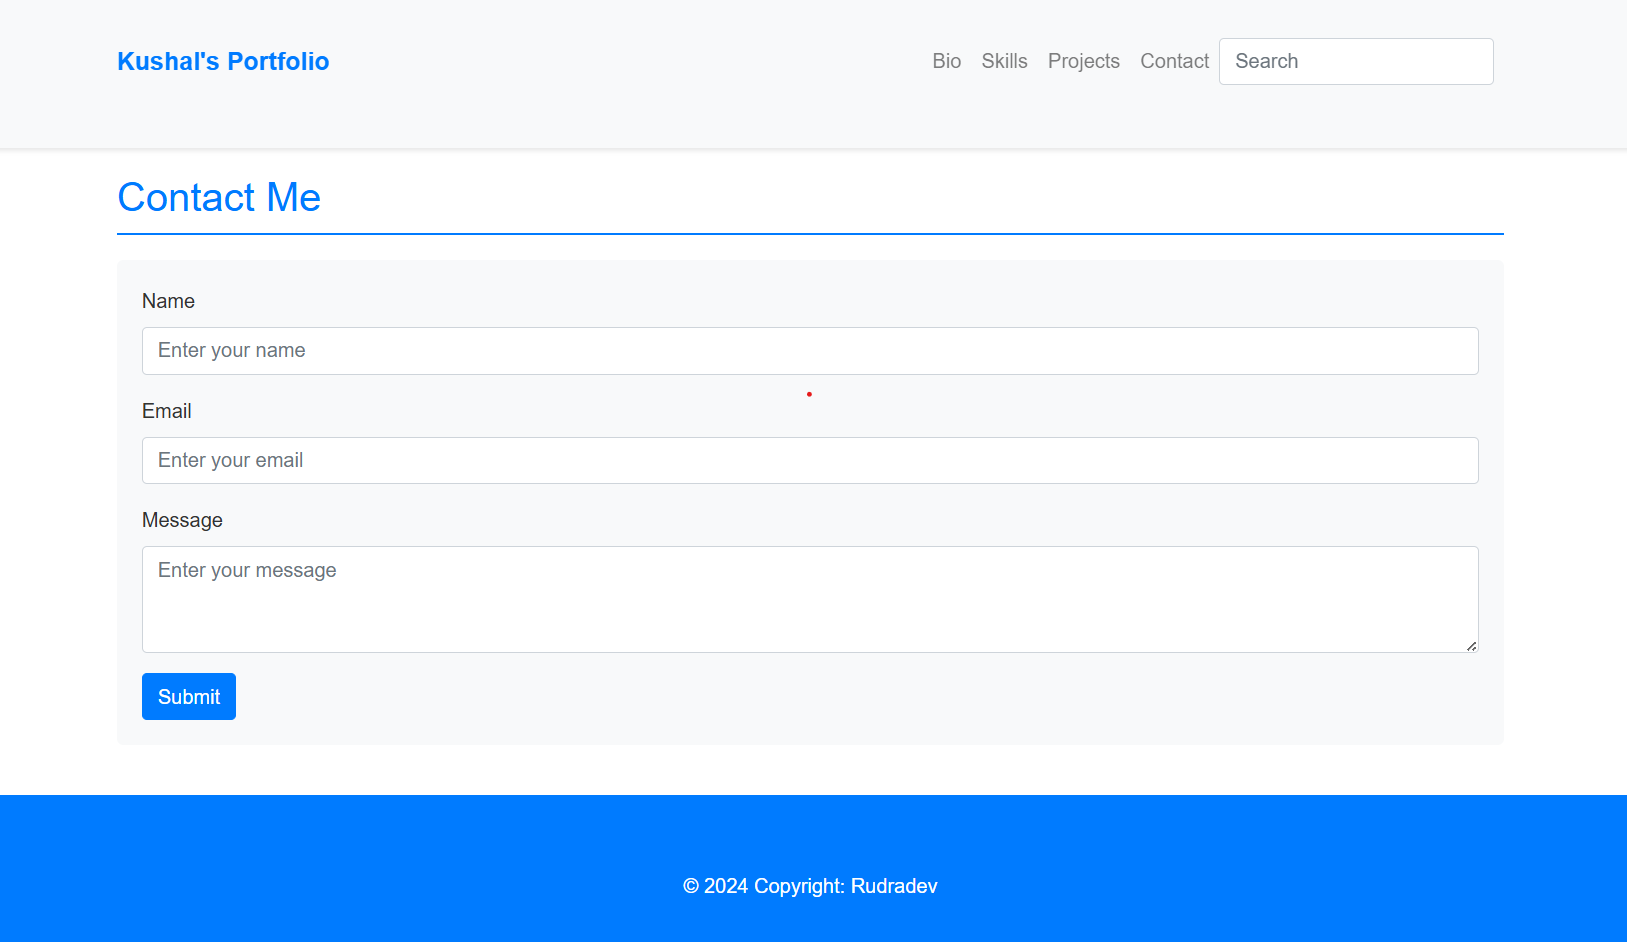 Kushal's Portfolio Bio Skills Projects Contact Search
Contact Me
Name
Enter your name
Email
Enter your email
Message
Enter your message
Submit
© 2024 Copyright: Rudradev